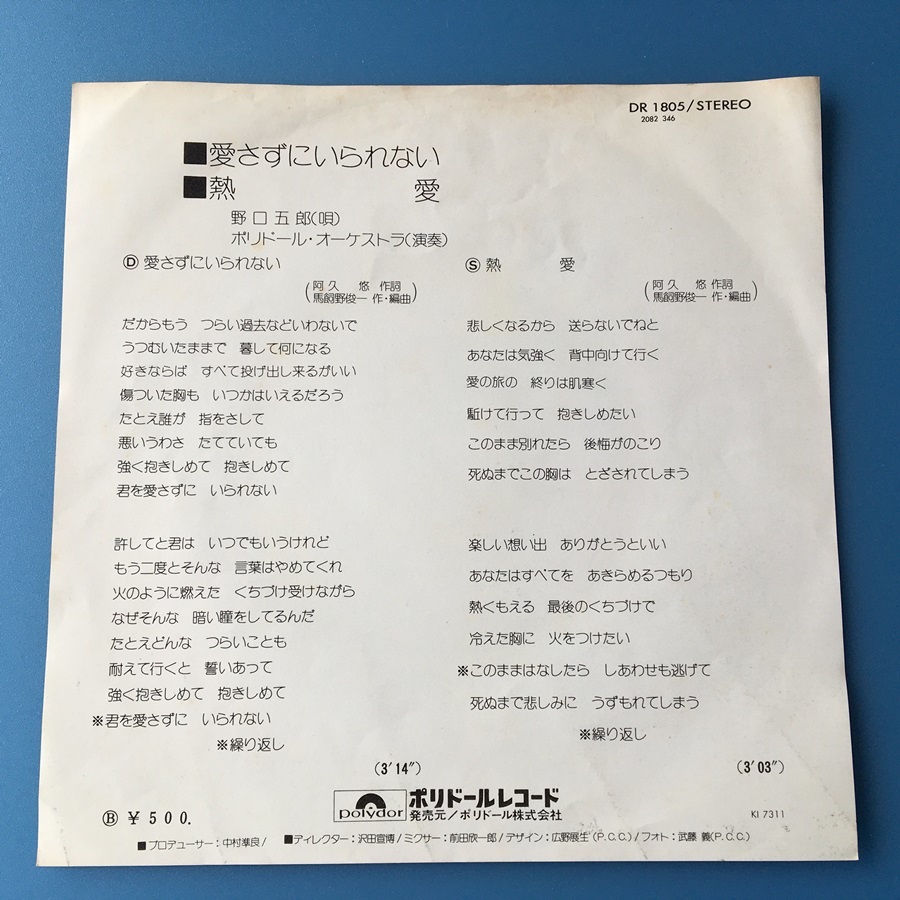 DR 1805/STEREO
2082 346
■愛さずにいられない
■熱 愛
野口五郎(唄)
ポリドール・オーケストラ(演奏)
Ⓓ 愛さずにいられない
(阿久 悠 作詞
馬飼野俊一 作・編曲)
だからもう つらい過去などいわないで
うつむいたままで 暮して何になる
好きならば すべて投げ出し来るがいい
傷ついた胸も いつかはいえるだろう
たとえ誰が 指をさして
悪いうわさ たてていても
強く抱きしめて 抱きしめて
君を愛さずに いられない
許してと君は いつでもいうけれど
もう二度とそんな 言葉はやめてくれ
火のように燃えた くちづけ受けながら
なぜそんな 暗い瞳をしてるんだ
たとえどんな つらいことも
耐えて行くと 誓いあって
強く抱きしめて 抱きしめて
※君を愛さずに いられない
※繰り返し
(3′14″)
Ⓢ 熱 愛
(阿久 悠 作詞
馬飼野俊一 作・編曲)
悲しくなるから 送らないでねと
あなたは気強く 背中向けて行く
愛の旅の 終りは肌寒く
駈けて行って 抱きしめたい
このまま別れたら 後悔がのこり
死ぬまでこの胸は とざされてしまう
楽しい想い出 ありがとうといい
あなたはすべてを あきらめるつもり
熱くもえる 最後のくちづけで
冷えた胸に 火をつけたい
※このままはなしたら しあわせも逃げて
死ぬまで悲しみに うずもれてしまう
※繰り返し
(3′03″)
Ⓑ ¥500.
polydor
ポリドールレコード
発売元/ポリドール株式会社
KI 7311
■プロデューサー:中村準良/ ■ディレクター:沢田宣博/ミクサー:前田欣一郎/デザイン:広野展生(P.C.C.)/フォト:武藤 義(P.C.C.)